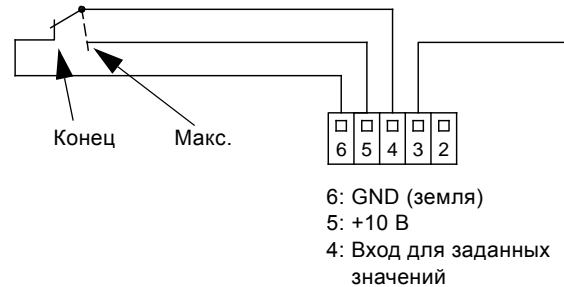 Конец
Макс.
6 5 4 3 2
6: GND (земля)
5: +10 В
4: Вход для заданных
значений